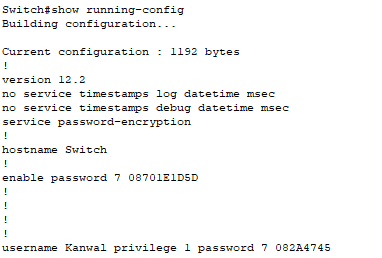 Switch#show running-config
Building configuration...
Current configuration : 1192 bytes
!
version 12.2
no service timestamps log datetime msec
no service timestamps debug datetime msec
service password-encryption
!
hostname Switch
!
enable password 7 08701E1D5D
!
!
!
!
username Kanwal privilege 1 password 7 082A4745